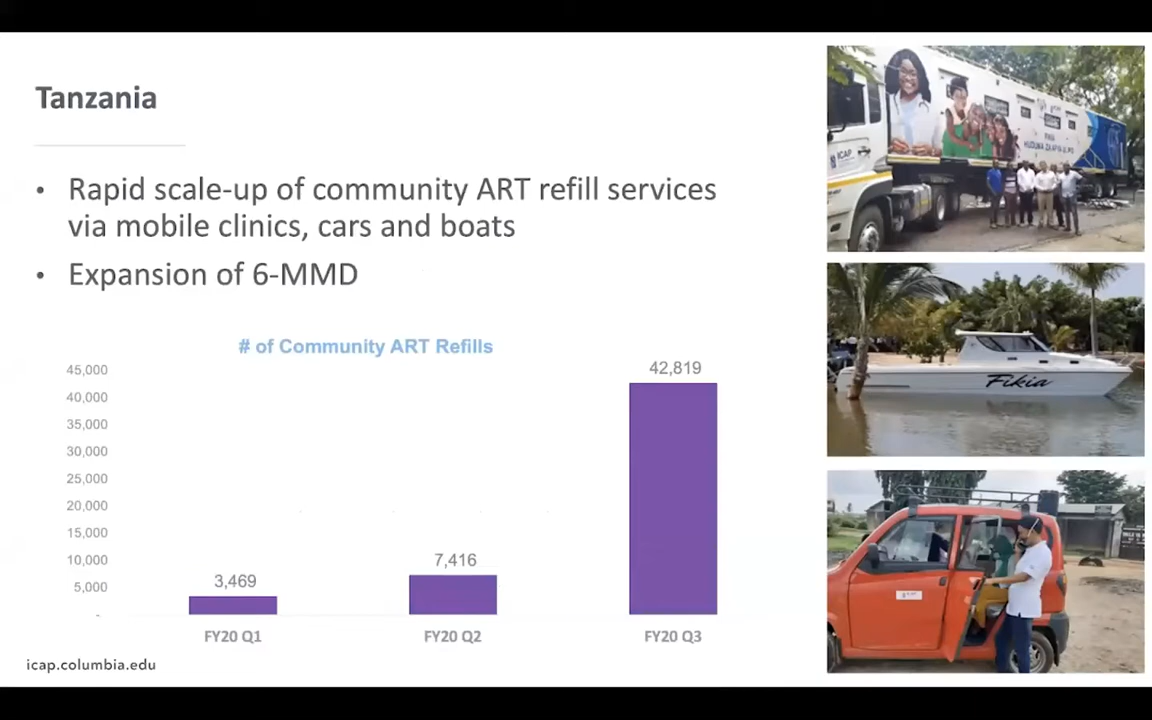 Tanzania
• Rapid scale-up of community ART refill services
via mobile clinics, cars and boats
• Expansion of 6-MMD
# of Community ART Refills
45,000
40,000
35,000
30,000
25,000
20,000
15,000
10,000
5,000
-
42,819
7,416
3,469
FY20 Q1 FY20 Q2 FY20 Q3
icap.columbia.edu
ICAP
Fikia